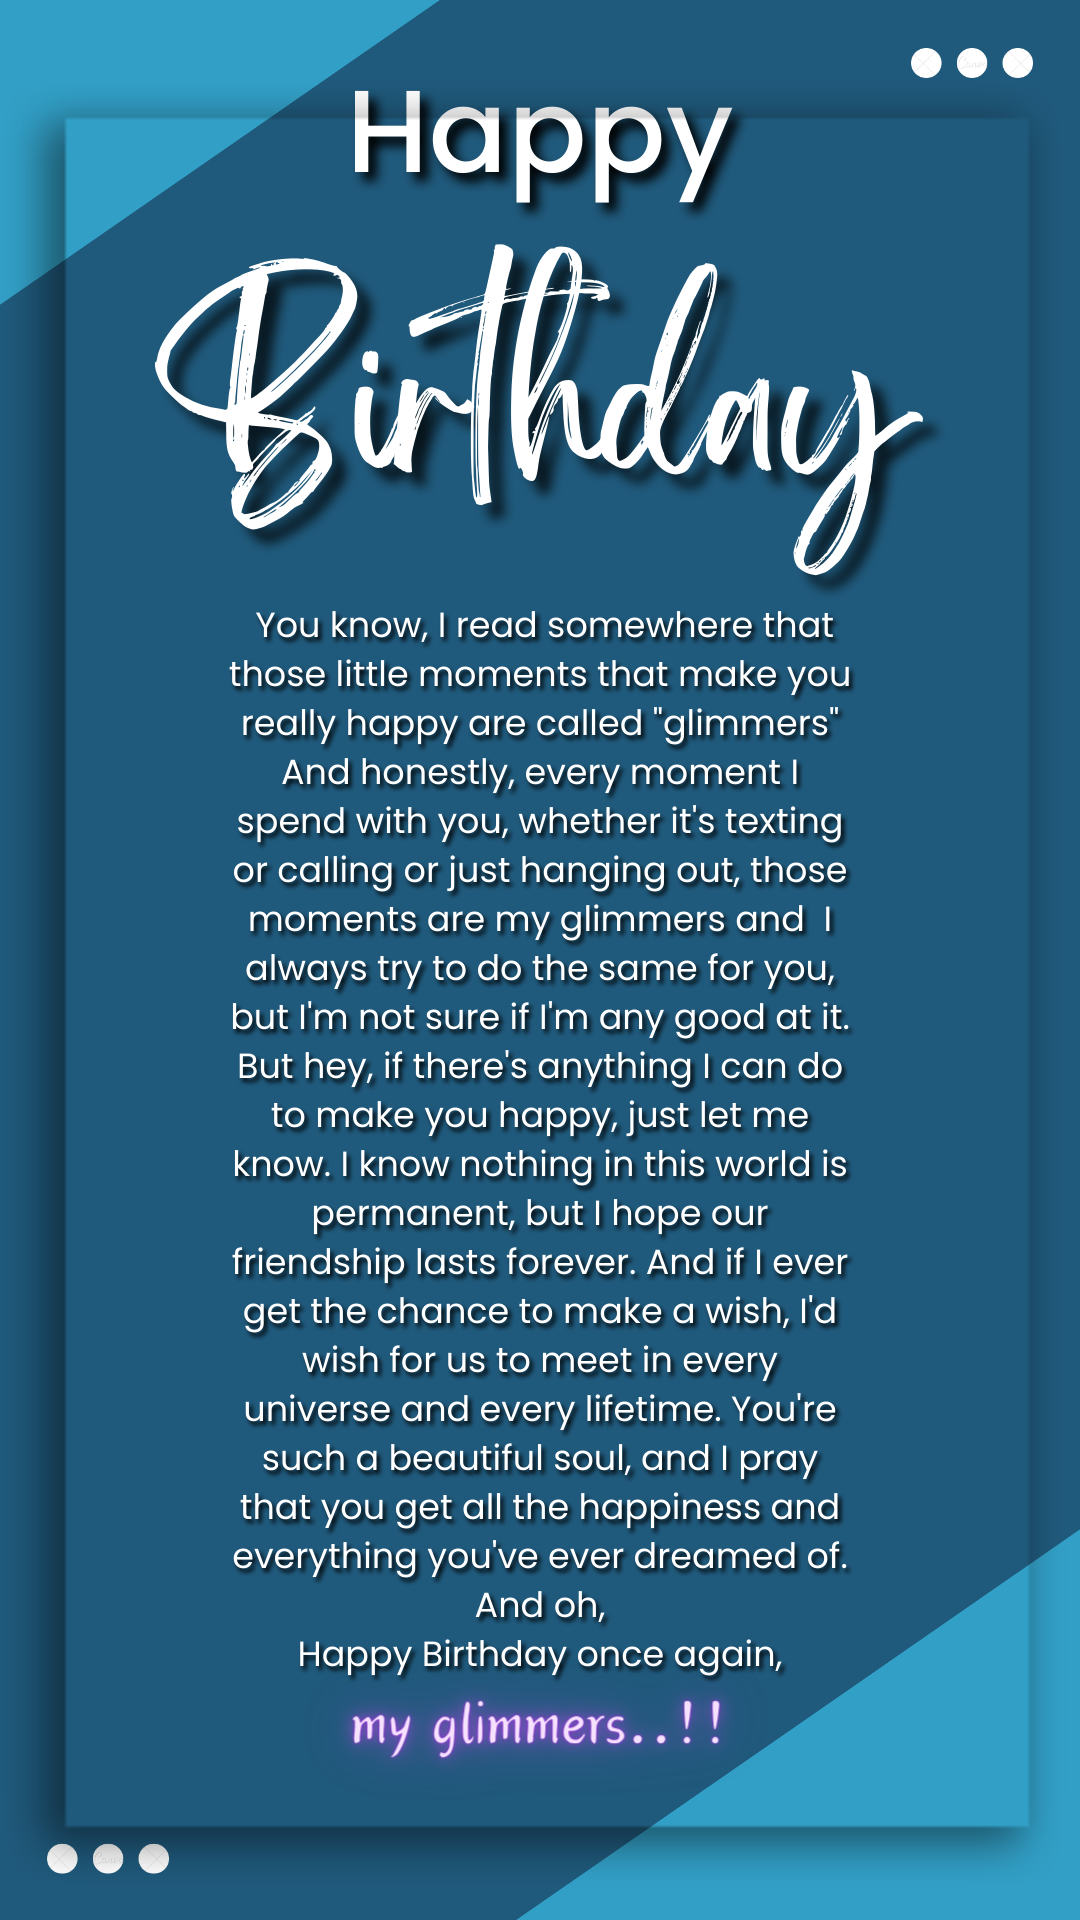 Happy
Birthday
You know, I read somewhere that
those little moments that make you
really happy are called "glimmers"
And honestly, every moment I
spend with you, whether it's texting
or calling or just hanging out, those
moments are my glimmers and  I
always try to do the same for you,
but I'm not sure if I'm any good at it.
But hey, if there's anything I can do
to make you happy, just let me
know. I know nothing in this world is
permanent, but I hope our
friendship lasts forever. And if I ever
get the chance to make a wish, I'd
wish for us to meet in every
universe and every lifetime. You're
such a beautiful soul, and I pray
that you get all the happiness and
everything you've ever dreamed of.
And oh,
Happy Birthday once again,
my glimmers..!!